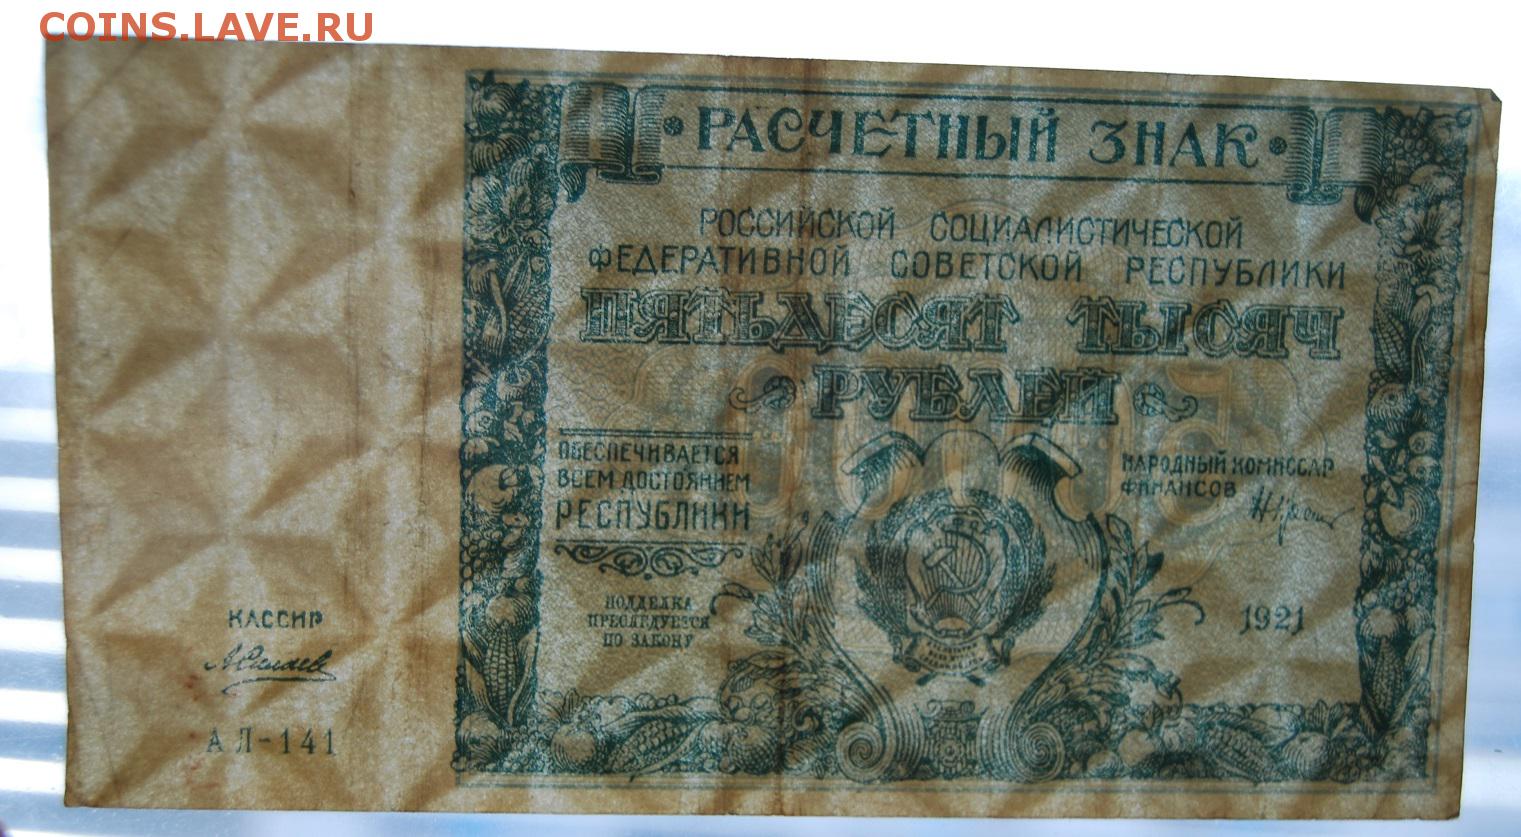 COINS.LAVE.RU
РАСЧЕТНЫЙ ЗНАК
РОССИЙСКОЙ СОЦИАЛИСТИЧЕСКОЙ
ФЕДЕРАТИВНОЙ СОВЕТСКОЙ РЕСПУБЛИКИ
ПЯТЬДЕСЯТ ТЫСЯЧ
РУБЛЕЙ
ОБЕСПЕЧИВАЕТСЯ
ВСЕМ ДОСТОЯНИЕМ
РЕСПУБЛИКИ
НАРОДНЫЙ КОМИССАР
ФИНАНСОВ
ПОДДЕЛКА
ПРЕСЛЕДУЕТСЯ
ПО ЗАКОНУ
1921
КАССИР
АЛ-141